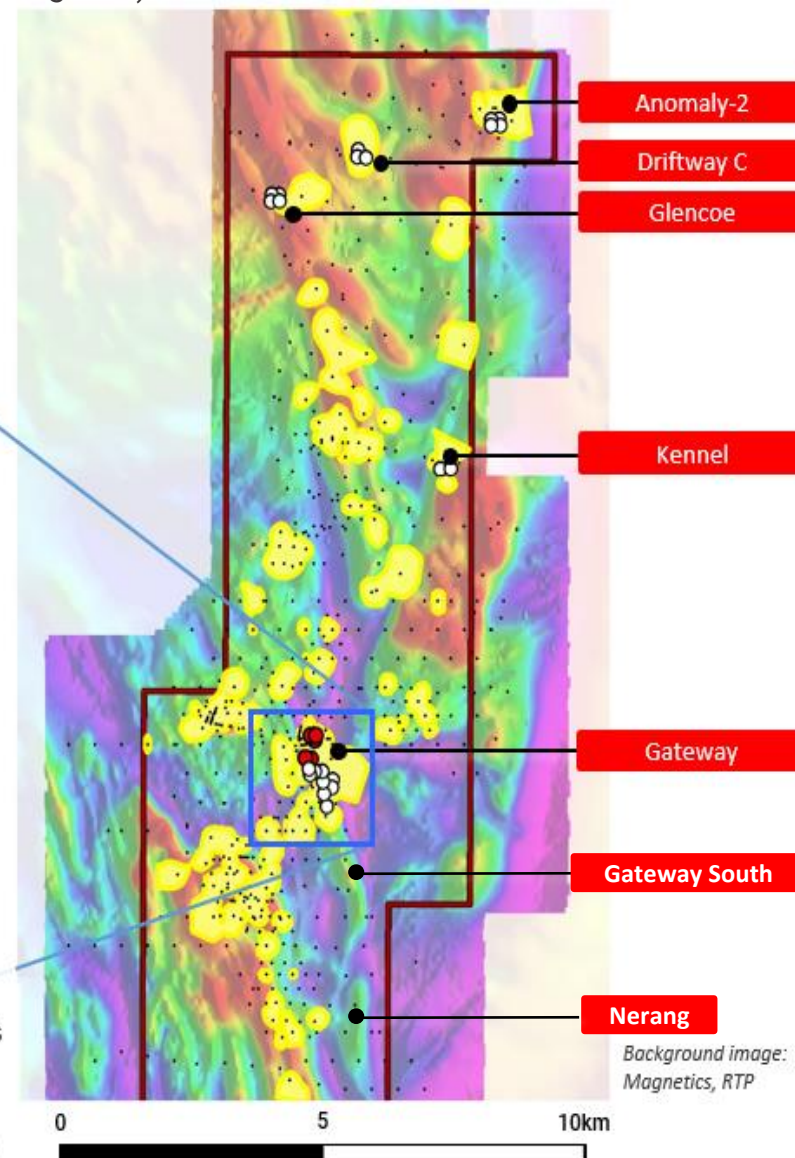 Anomaly-2
Driftway C
Glencoe
Kennel
Gateway
Gateway South
Nerang
Background image:
Magnetics, RTP
0 5 10km